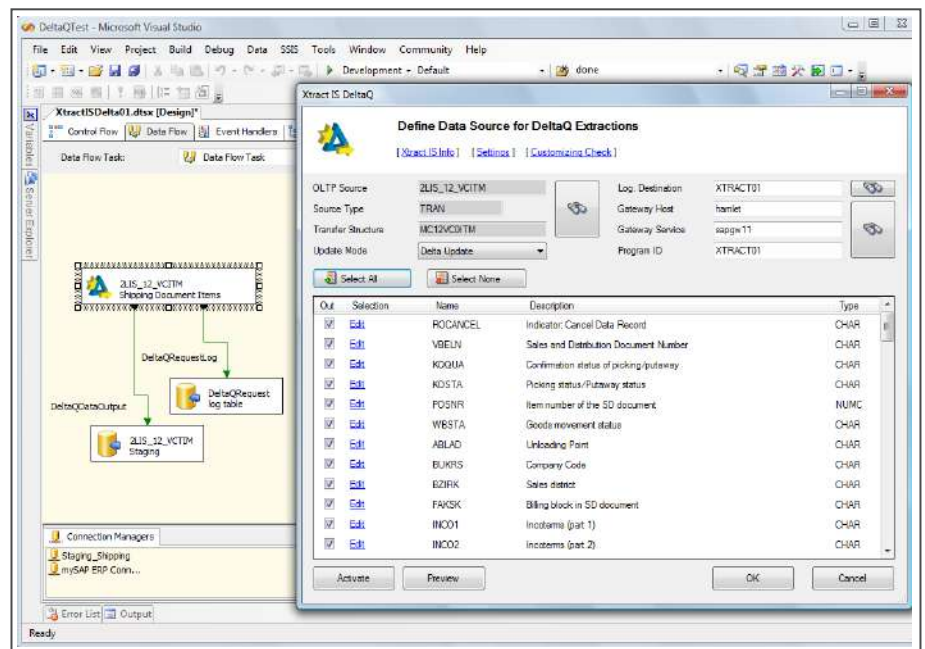 DeltaQTest - Microsoft Visual Studio
File Edit View Project Build Debug Data SSIS Tools Window Community Help
Development Default done
XtractISDelta01.dtsx [Design]*
Control Flow Data Flow Event Handlers
Data Flow Task: Data Flow Task
Variables
Server Explorer
2LIS_12_VCITM
Shipping Document Items
DeltaQRequestLog
DeltaQRequest
log table
DeltaQDataOutput
2LIS_12_VCTIM
Staging
Connection Managers
Staging_Shipping
mySAP ERP Conn...
Error List Output
Ready
Xtract IS DeltaQ
Define Data Source for DeltaQ Extractions
[Xtract IS Info] [Settings] [Customizing Check]
OLTP Source 2LIS_12_VCITM Log. Destination XTRACT01
Source Type TRAN Gateway Host hamlet
Transfer Structure MC12VC0ITM Gateway Service sapgw11
Update Mode Delta Update Program ID XTRACT01
Select All Select None
Out Selection Name Description Type
Edit ROCANCEL Indicator: Cancel Data Record CHAR
Edit VBELN Sales and Distribution Document Number CHAR
Edit KOQUA Confirmation status of picking/putaway CHAR
Edit KOSTA Picking status/Putaway status CHAR
Edit POSNR Item number of the SD document NUMC
Edit WBSTA Goods movement status CHAR
Edit ABLAD Unloading Point CHAR
Edit BUKRS Company Code CHAR
Edit BZIRK Sales district CHAR
Edit FAKSK Billing block in SD document CHAR
Edit INCO1 Incoterms (part 1) CHAR
Edit INCO2 Incoterms (part 2) CHAR
Activate Preview OK Cancel